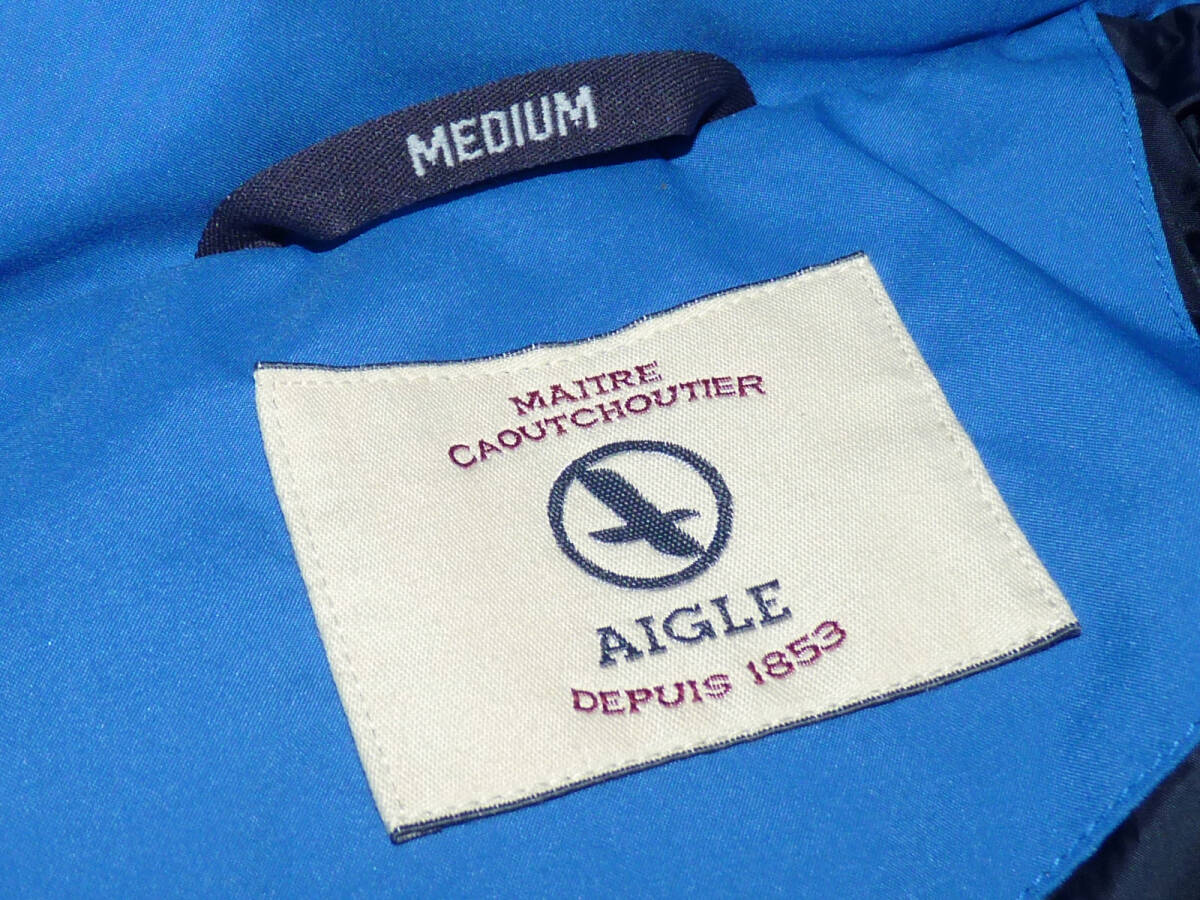 MEDIUM
MAITRE
CAOUTCHOUTIER
AIGLE
DEPUIS 1853